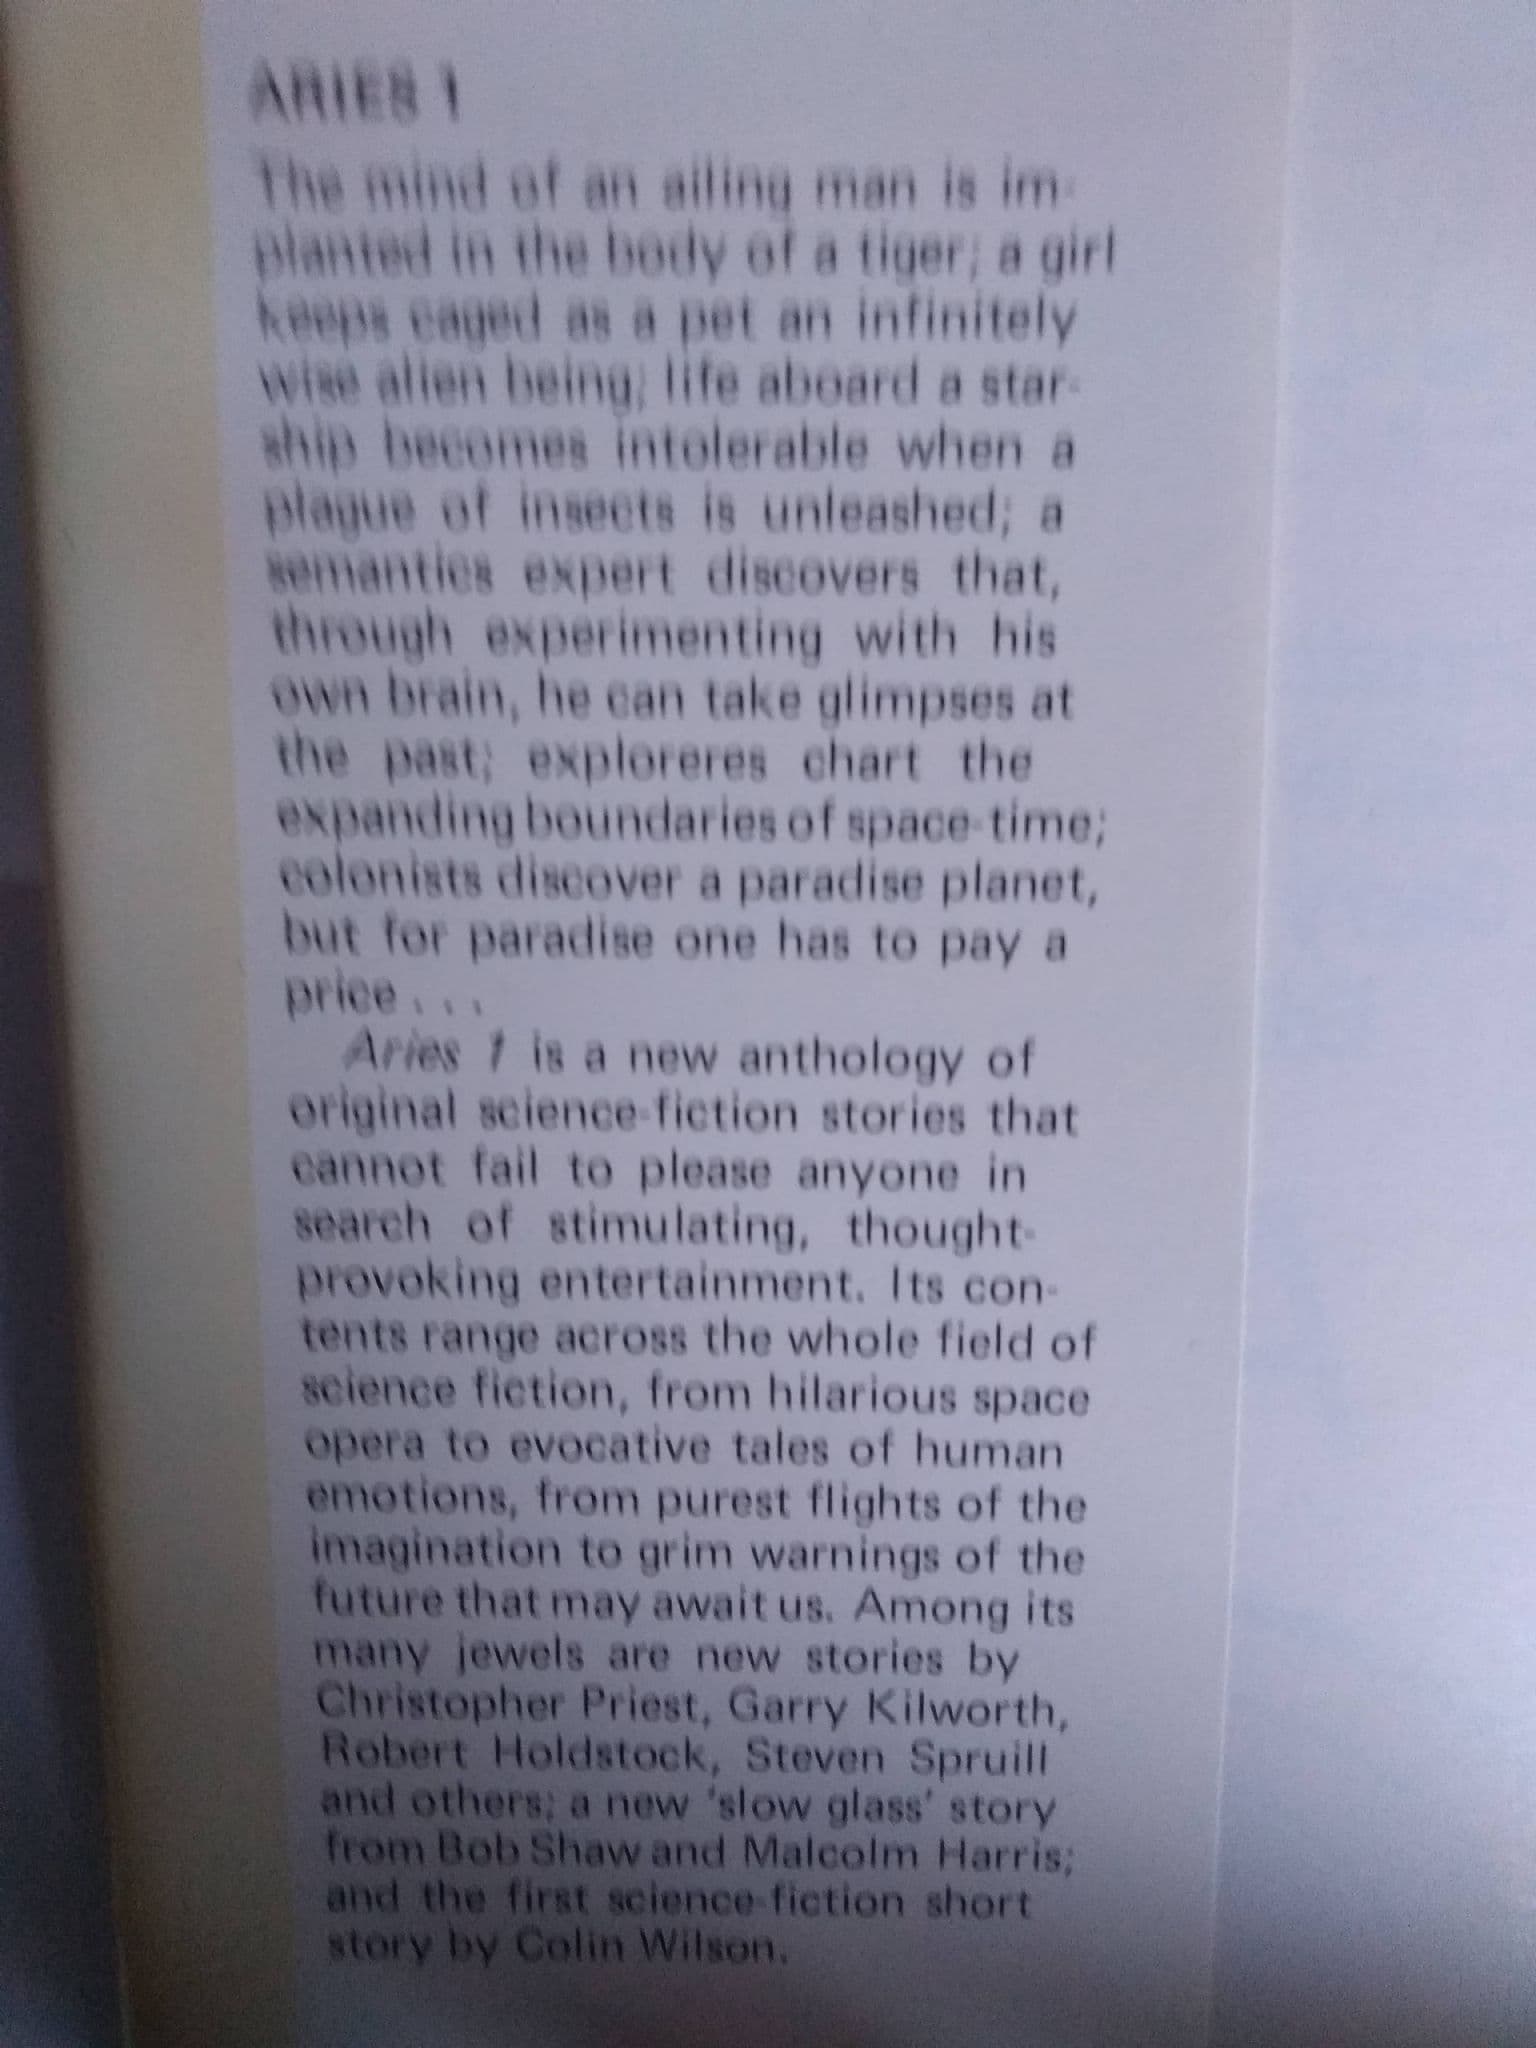 ARIES 1
The mind of an ailing man is im-
planted in the body of a tiger; a girl
keeps caged as a pet an infinitely
wise alien being; life aboard a star-
ship becomes intolerable when a
plague of insects is unleashed; a
semantics expert discovers that,
through experimenting with his
own brain, he can take glimpses at
the past; exploreres chart the
expanding boundaries of space-time;
colonists discover a paradise planet,
but for paradise one has to pay a
price . . .
Aries 1 is a new anthology of
original science-fiction stories that
cannot fail to please anyone in
search of stimulating, thought-
provoking entertainment. Its con-
tents range across the whole field of
science fiction, from hilarious space
opera to evocative tales of human
emotions, from purest flights of the
imagination to grim warnings of the
future that may await us. Among its
many jewels are new stories by
Christopher Priest, Garry Kilworth,
Robert Holdstock, Steven Spruill
and others; a new 'slow glass' story
from Bob Shaw and Malcolm Harris;
and the first science-fiction short
story by Colin Wilson.